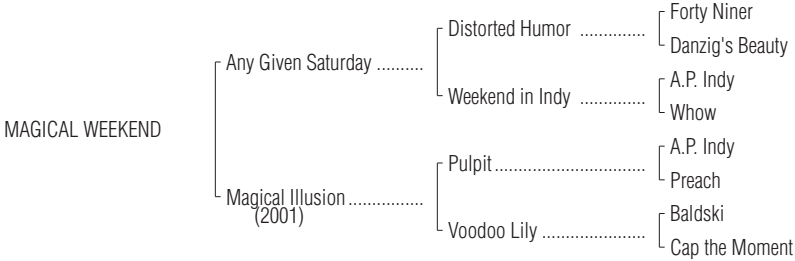 Forty Niner
Distorted Humor ..............
Danzig's Beauty
Any Given Saturday ..........
A.P. Indy
Weekend in Indy ..............
Whow
MAGICAL WEEKEND
A.P. Indy
Pulpit................................
Preach
Magical Illusion................
(2001)
Baldski
Voodoo Lily ......................
Cap the Moment